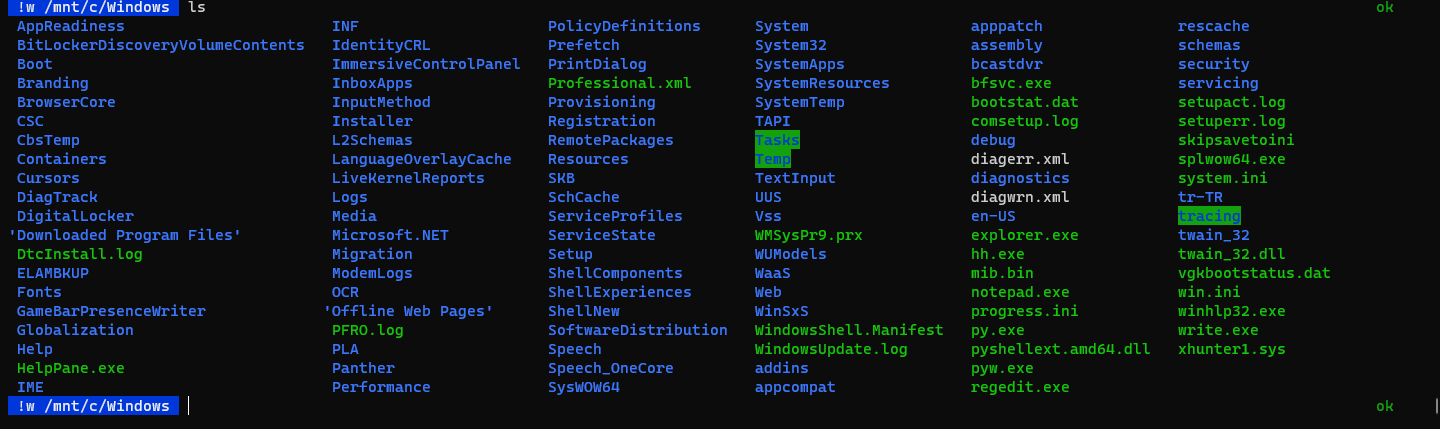 !w /mnt/c/Windows ls ok
AppReadiness INF PolicyDefinitions System apppatch rescache
BitLockerDiscoveryVolumeContents IdentityCRL Prefetch System32 assembly schemas
Boot ImmersiveControlPanel PrintDialog SystemApps bcastdvr security
Branding InboxApps Professional.xml SystemResources bfsvc.exe servicing
BrowserCore InputMethod Provisioning SystemTemp bootstat.dat setupact.log
CSC Installer Registration TAPI comsetup.log setuperr.log
CbsTemp L2Schemas RemotePackages Tasks debug skipsavetoini
Containers LanguageOverlayCache Resources Temp diagerr.xml splwow64.exe
Cursors LiveKernelReports SKB TextInput diagnostics system.ini
DiagTrack Logs SchCache UUS diagwrn.xml tr-TR
DigitalLocker Media ServiceProfiles Vss en-US tracing
'Downloaded Program Files' Microsoft.NET ServiceState WMSysPr9.prx explorer.exe twain_32
DtcInstall.log Migration Setup WUModels hh.exe twain_32.dll
ELAMBKUP ModemLogs ShellComponents WaaS mib.bin vgkbootstatus.dat
Fonts OCR ShellExperiences Web notepad.exe win.ini
GameBarPresenceWriter 'Offline Web Pages' ShellNew WinSxS progress.ini winhlp32.exe
Globalization PFRO.log SoftwareDistribution WindowsShell.Manifest py.exe write.exe
Help PLA Speech WindowsUpdate.log pyshellext.amd64.dll xhunter1.sys
HelpPane.exe Panther Speech_OneCore addins pyw.exe
IME Performance SysWOW64 appcompat regedit.exe
!w /mnt/c/Windows ok